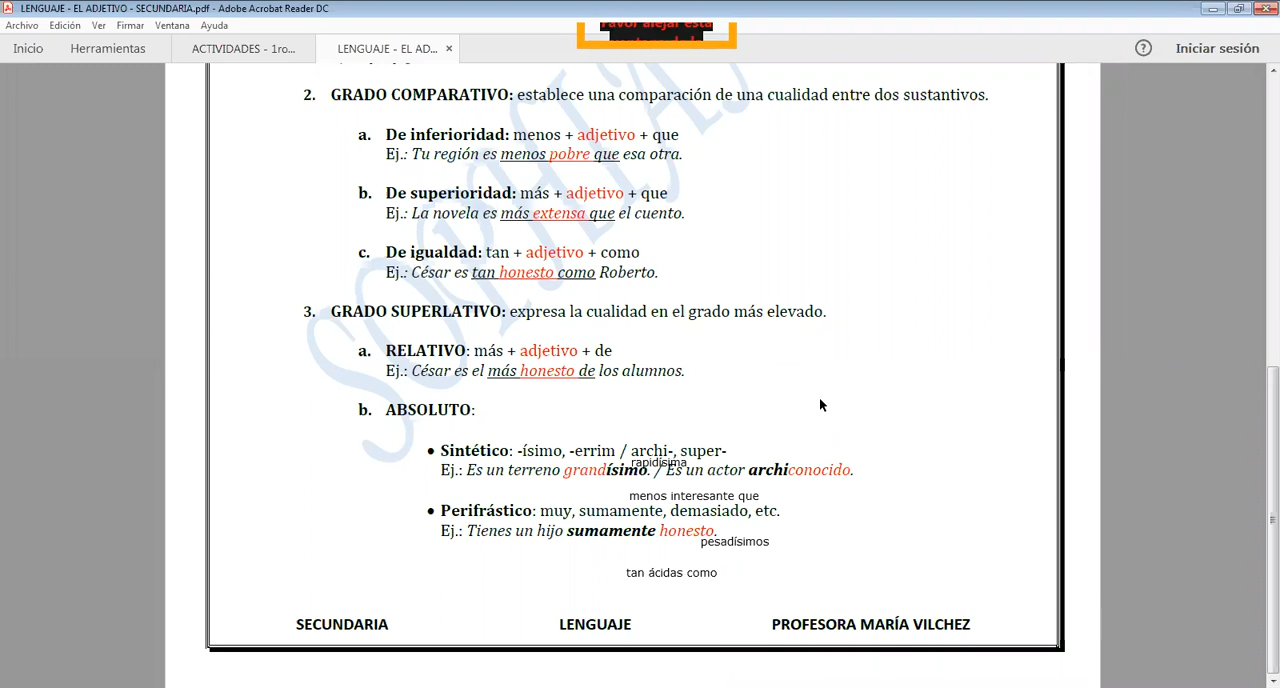 LENGUAJE - EL ADJETIVO - SECUNDARIA.pdf - Adobe Acrobat Reader DC
Archivo Edición Ver Firmar Ventana Ayuda
Inicio Herramientas ACTIVIDADES - 1ro... LENGUAJE - EL AD... × Iniciar sesión
Favor alejar esta
2. GRADO COMPARATIVO: establece una comparación de una cualidad entre dos sustantivos.
a. De inferioridad: menos + adjetivo + que
Ej.: Tu región es menos pobre que esa otra.
b. De superioridad: más + adjetivo + que
Ej.: La novela es más extensa que el cuento.
c. De igualdad: tan + adjetivo + como
Ej.: César es tan honesto como Roberto.
3. GRADO SUPERLATIVO: expresa la cualidad en el grado más elevado.
a. RELATIVO: más + adjetivo + de
Ej.: César es el más honesto de los alumnos.
b. ABSOLUTO:
• Sintético: -ísimo, -errim / archi-, super-
rapidísima
Ej.: Es un terreno grandísimo. / Es un actor archiconocido.
menos interesante que
• Perifrástico: muy, sumamente, demasiado, etc.
Ej.: Tienes un hijo sumamente honesto.
pesadísimos
tan ácidas como
SECUNDARIA LENGUAJE PROFESORA MARÍA VILCHEZ
SOPHIA